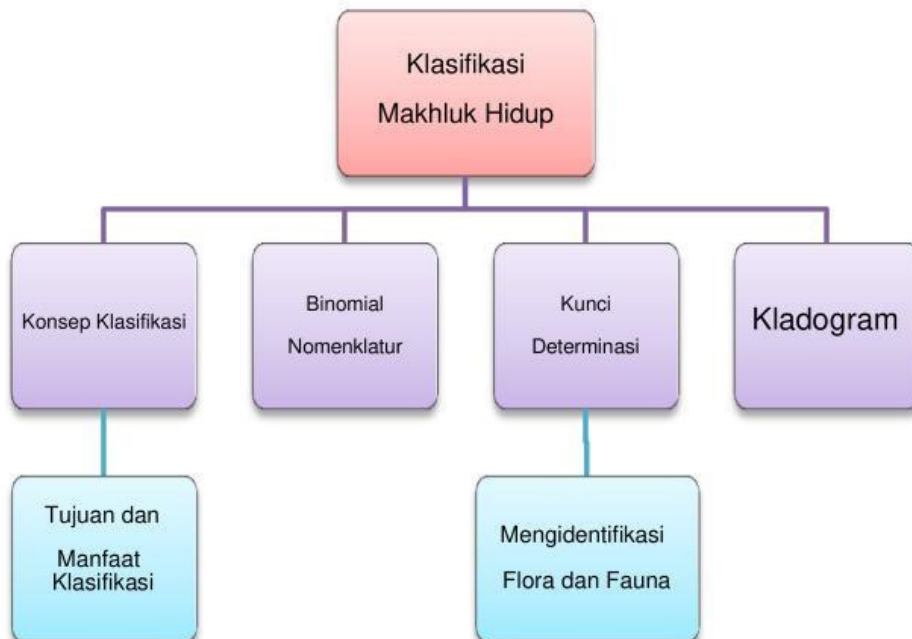 Klasifikasi
Makhluk Hidup
Konsep Klasifikasi
Binomial
Nomenklatur
Kunci
Determinasi
Kladogram
Tujuan dan
Manfaat
Klasifikasi
Mengidentifikasi
Flora dan Fauna